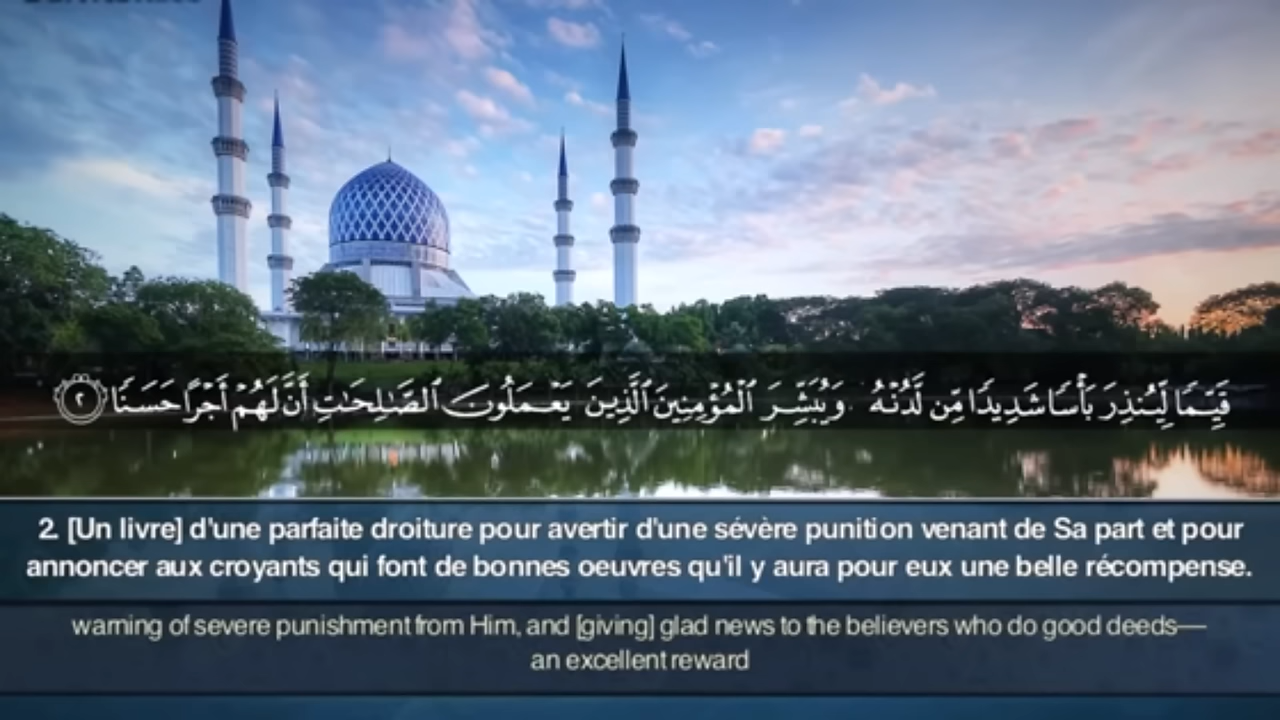 قَيِّمًا لِّيُنذِرَ بَأْسًا شَدِيدًا مِّن لَّدُنْهُ وَيُبَشِّرَ الْمُؤْمِنِينَ الَّذِينَ يَعْمَلُونَ الصَّالِحَاتِ أَنَّ لَهُمْ أَجْرًا حَسَنًا ٢
2. [Un livre] d'une parfaite droiture pour avertir d'une sévère punition venant de Sa part et pour
annoncer aux croyants qui font de bonnes oeuvres qu'il y aura pour eux une belle récompense.
warning of severe punishment from Him, and [giving] glad news to the believers who do good deeds—
an excellent reward